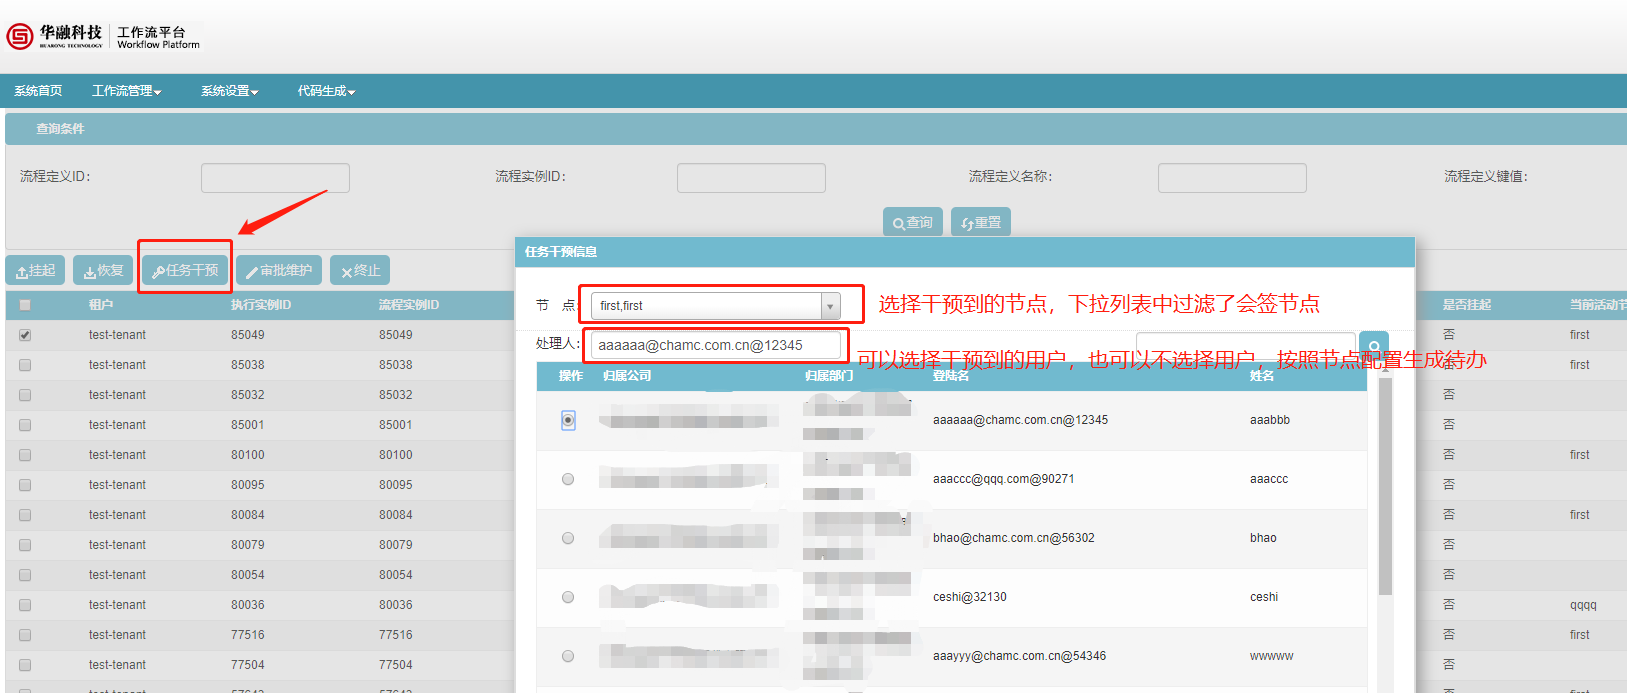 华融科技 工作流平台
HUARONG TECHNOLOGY Workflow Platform
系统首页 工作流管理 系统设置 代码生成
查询条件
流程定义ID: 流程实例ID: 流程定义名称: 流程定义键值:
查询 重置
挂起 恢复 任务干预 审批维护 终止
任务干预信息
节 点: first,first 选择干预到的节点，下拉列表中过滤了会签节点
处理人: aaaaaa@chamc.com.cn@12345
可以选择干预到的用户，也可以不选择用户，按照节点配置生成待办
操作 归属公司 归属部门 登陆名 姓名
aaaaaa@chamc.com.cn@12345 aaabbb
aaaccc@qqq.com@90271 aaaccc
bhao@chamc.com.cn@56302 bhao
ceshi@32130 ceshi
aaayyy@chamc.com.cn@54346 wwwww
租户 执行实例ID 流程实例ID 是否挂起 当前活动节
test-tenant 85049 85049 否 first
test-tenant 85038 85038 否 first
test-tenant 85032 85032 否
test-tenant 85001 85001 否
test-tenant 80100 80100 否 first
test-tenant 80095 80095 否
test-tenant 80084 80084 否 first
test-tenant 80079 80079 否
test-tenant 80054 80054 否
test-tenant 80036 80036 否 qqqq
test-tenant 77516 77516 否 first
test-tenant 77504 77504 否